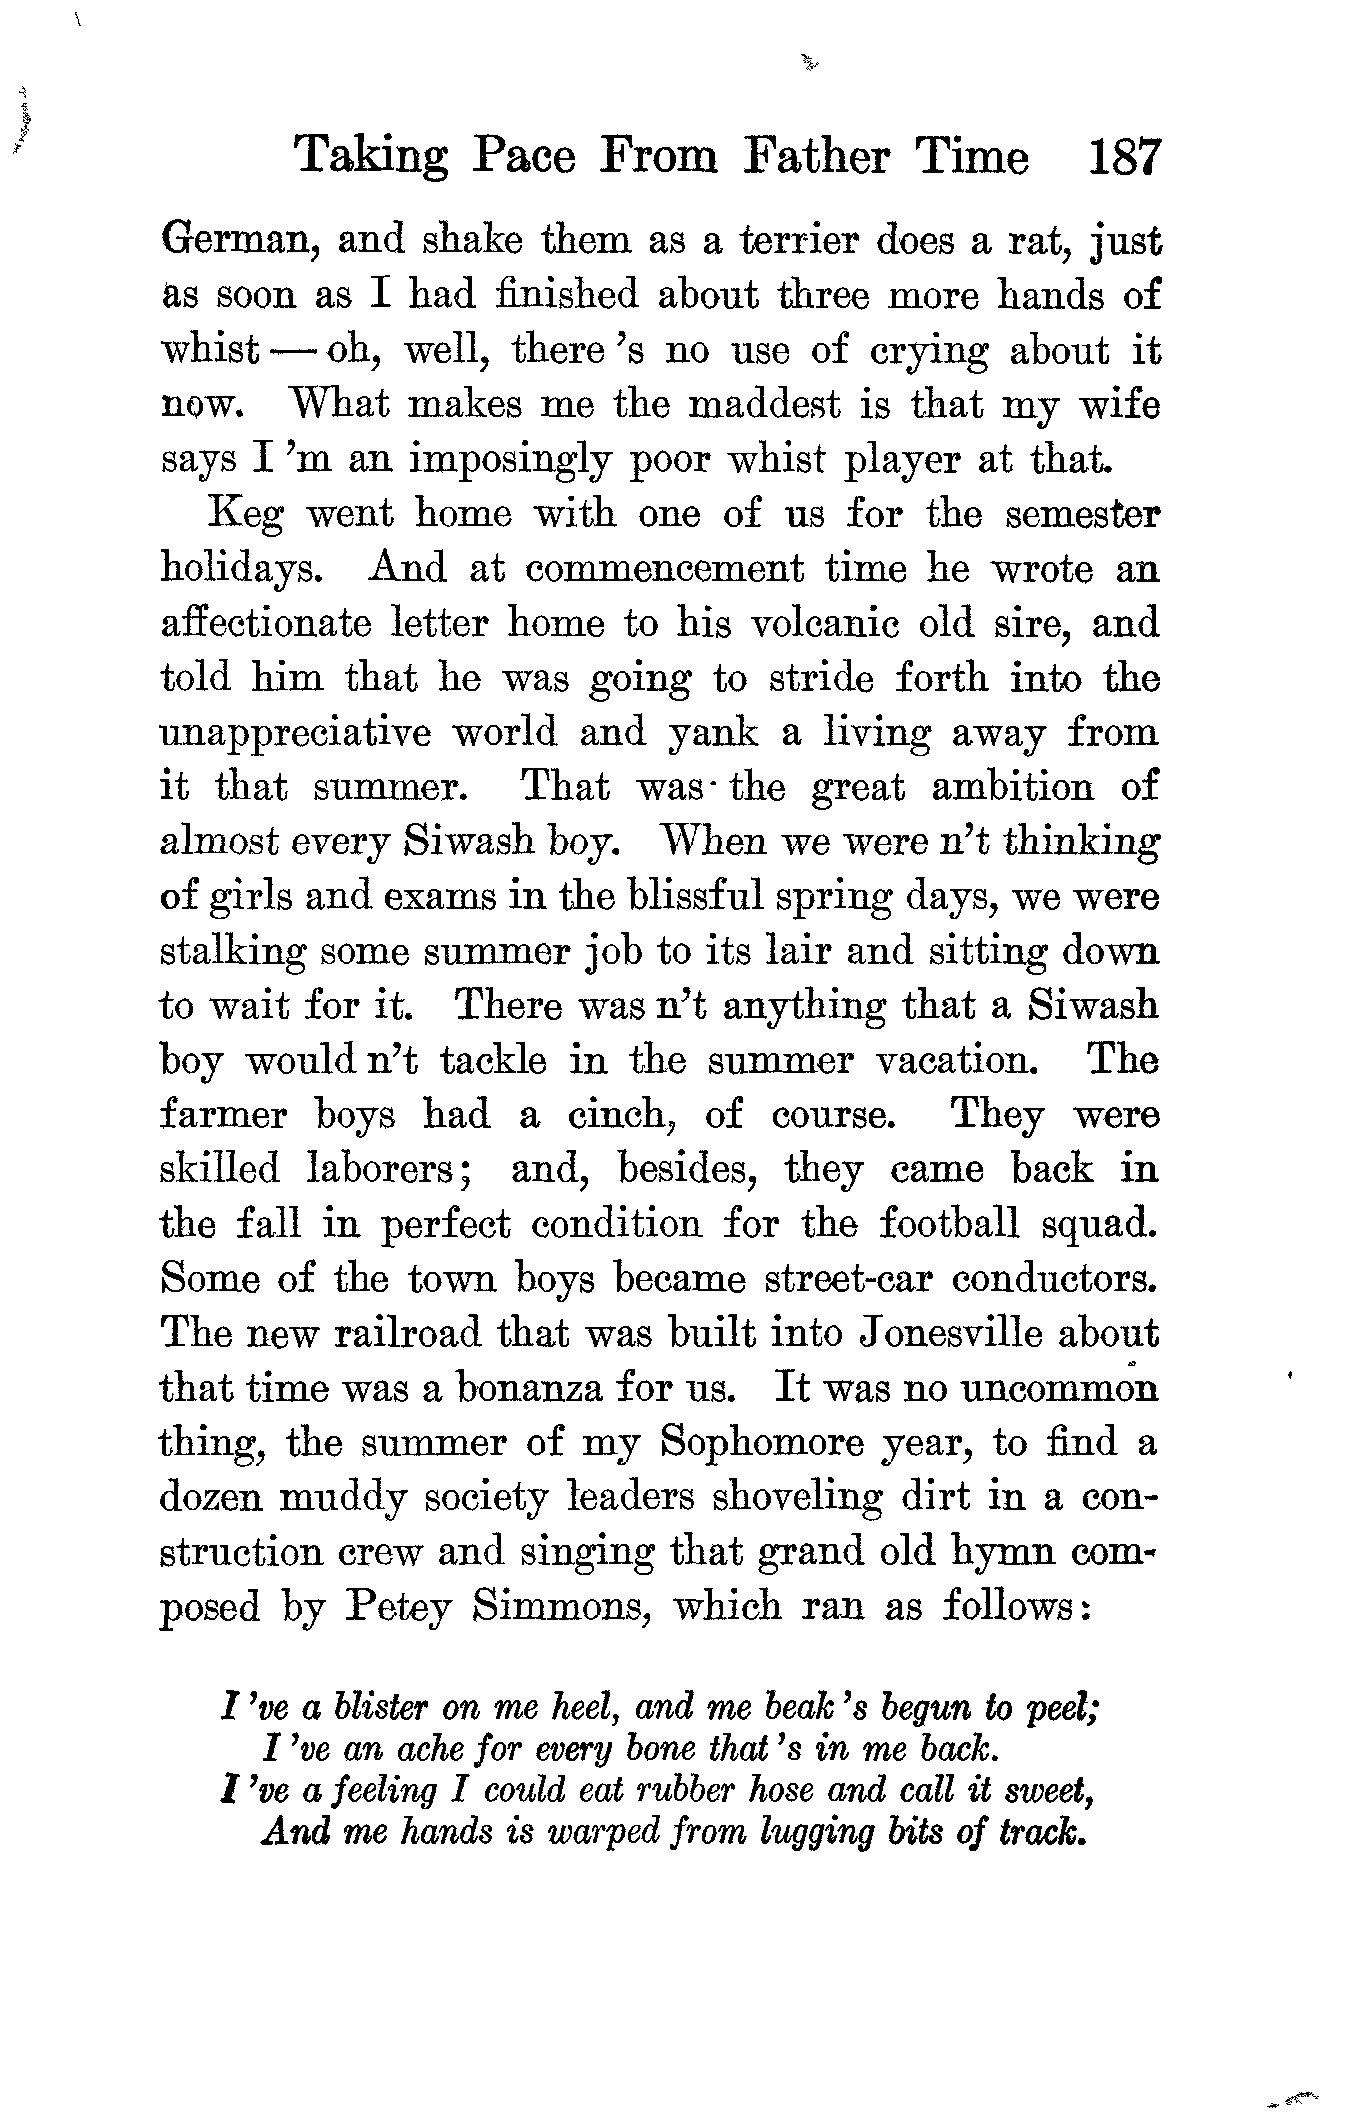 Taking Pace From Father Time 187
German, and shake them as a terrier does a rat, just
as soon as I had finished about three more hands of
whist — oh, well, there 's no use of crying about it
now. What makes me the maddest is that my wife
says I 'm an imposingly poor whist player at that.
Keg went home with one of us for the semester
holidays. And at commencement time he wrote an
affectionate letter home to his volcanic old sire, and
told him that he was going to stride forth into the
unappreciative world and yank a living away from
it that summer. That was the great ambition of
almost every Siwash boy. When we were n't thinking
of girls and exams in the blissful spring days, we were
stalking some summer job to its lair and sitting down
to wait for it. There was n't anything that a Siwash
boy would n't tackle in the summer vacation. The
farmer boys had a cinch, of course. They were
skilled laborers; and, besides, they came back in
the fall in perfect condition for the football squad.
Some of the town boys became street-car conductors.
The new railroad that was built into Jonesville about
that time was a bonanza for us. It was no uncommon
thing, the summer of my Sophomore year, to find a
dozen muddy society leaders shoveling dirt in a con-
struction crew and singing that grand old hymn com-
posed by Petey Simmons, which ran as follows:
I 've a blister on me heel, and me beak 's begun to peel;
I 've an ache for every bone that 's in me back.
I 've a feeling I could eat rubber hose and call it sweet,
And me hands is warped from lugging bits of track.